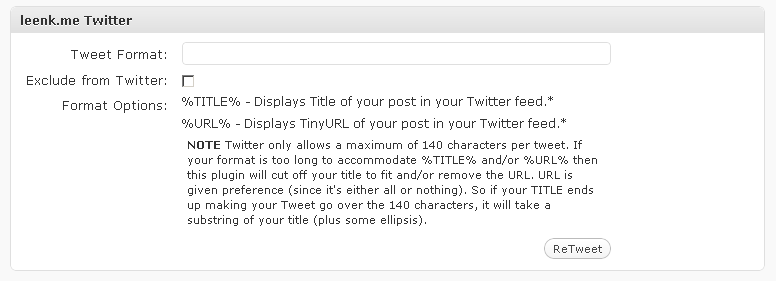 leenk.me Twitter
Tweet Format:
Exclude from Twitter:
Format Options: %TITLE% - Displays Title of your post in your Twitter feed.*
%URL% - Displays TinyURL of your post in your Twitter feed.*
NOTE Twitter only allows a maximum of 140 characters per tweet. If
your format is too long to accommodate %TITLE% and/or %URL% then
this plugin will cut off your title to fit and/or remove the URL. URL is
given preference (since it's either all or nothing). So if your TITLE ends
up making your Tweet go over the 140 characters, it will take a
substring of your title (plus some ellipsis).
ReTweet